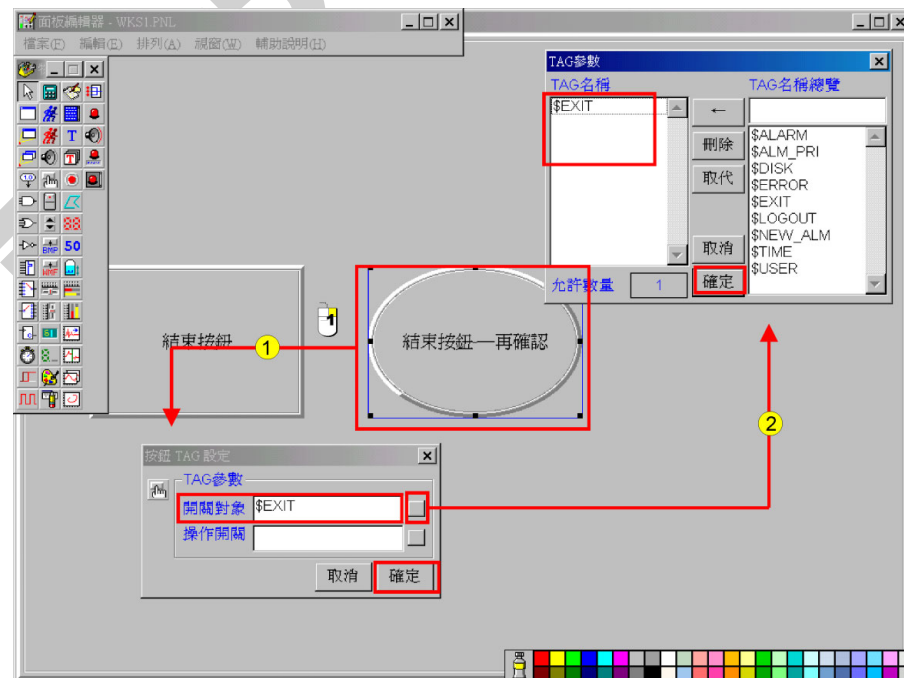 面板編輯器 - WKS1.PNL
檔案(F) 編輯(E) 排列(A) 視窗(W) 輔助說明(H)
TAG參數
TAG名稱
TAG名稱總覽
$EXIT
←
刪除
取代
取消
確定
$ALARM
$ALM_PRI
$DISK
$ERROR
$EXIT
$LOGOUT
$NEW_ALM
$TIME
$USER
允許數量 1
結束按鈕
1
1
結束按鈕—再確認
2
按鈕 TAG 設定
TAG參數
開關對象 $EXIT
操作開關
取消 確定
T
T
88
BMP 50
WMF